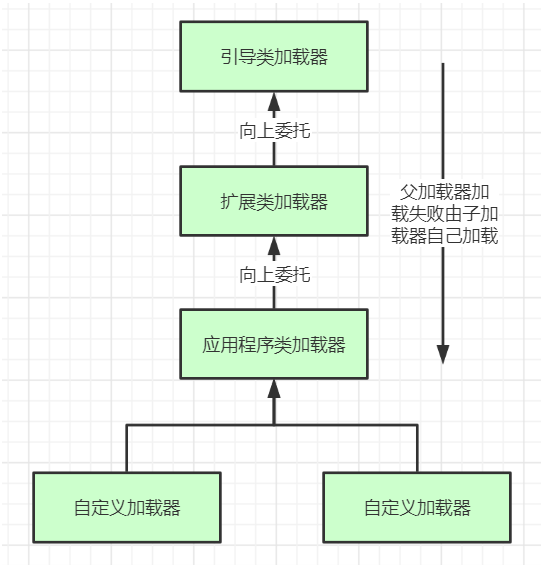 引导类加载器
向上委托
扩展类加载器
父加载器加
载失败由子加
载器自己加载
向上委托
应用程序类加载器
自定义加载器
自定义加载器